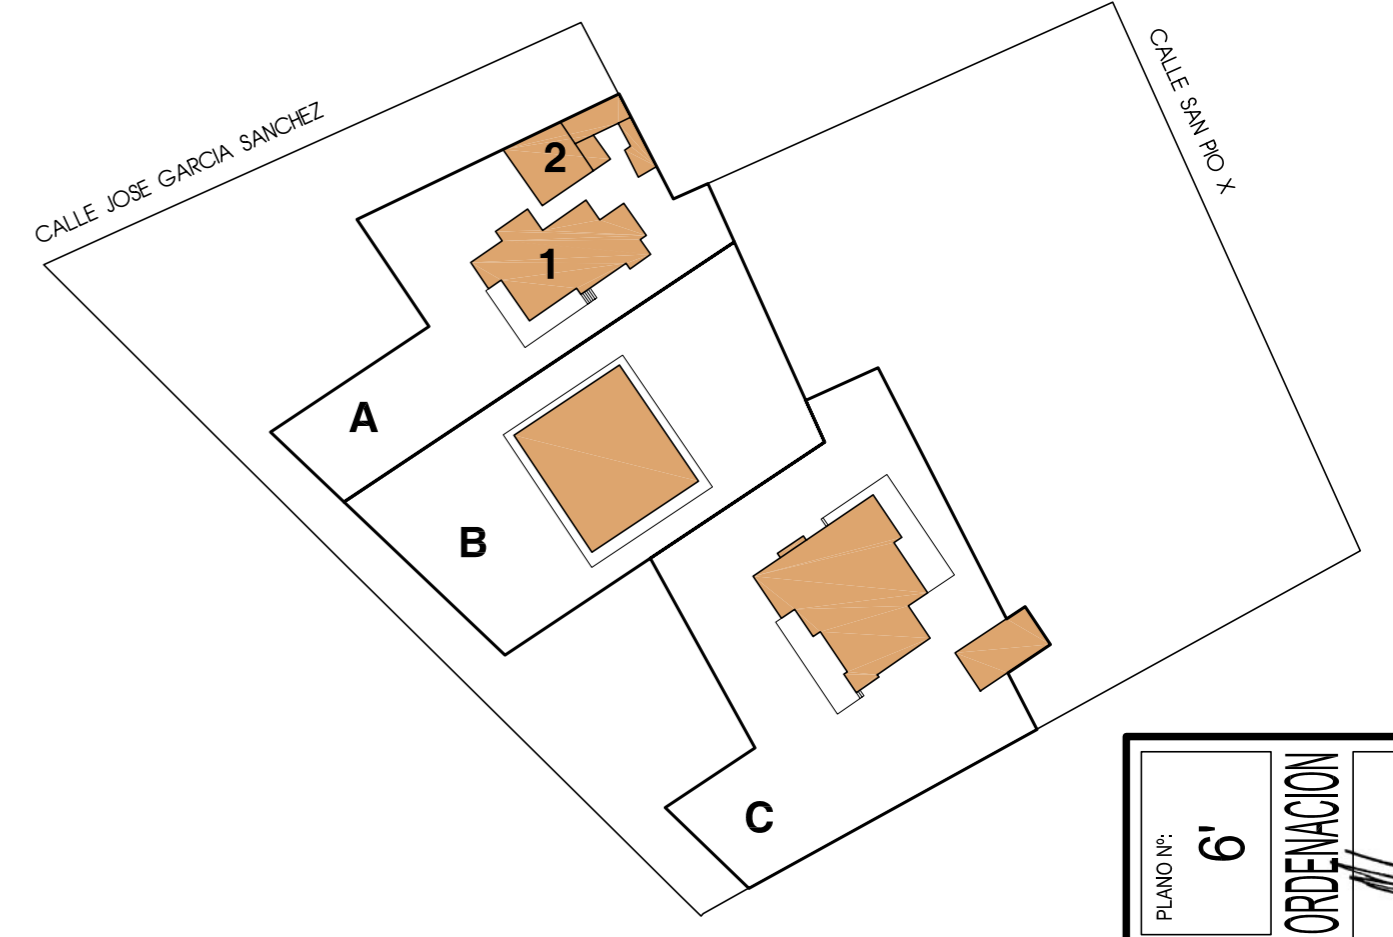 CALLE JOSE GARCIA SANCHEZ
CALLE SAN PIO X
2
1
A
B
C
PLANO Nº:
6'
ORDENACION